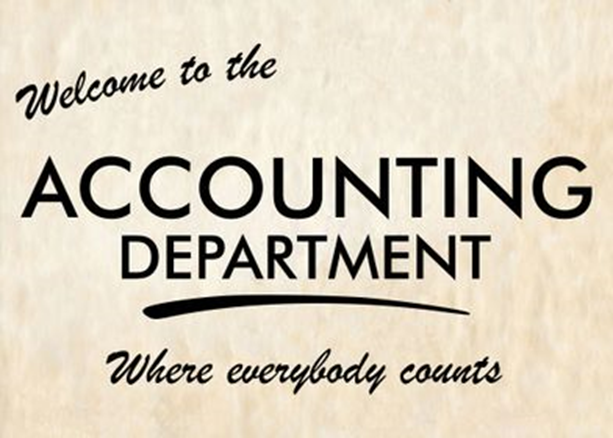 Welcome to the
ACCOUNTING
DEPARTMENT
Where everybody counts